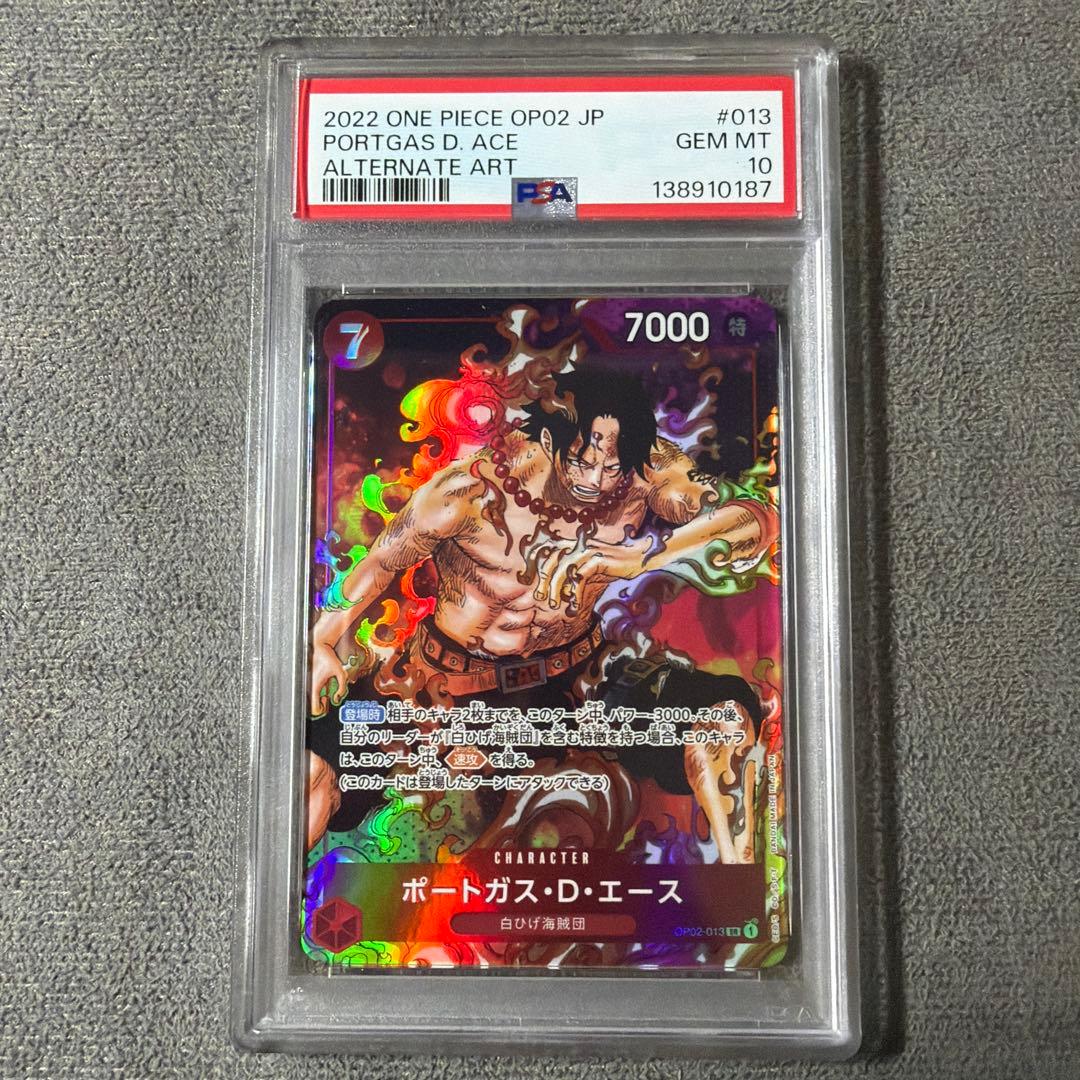 2022 ONE PIECE OP02 JP #013
PORTGAS D. ACE GEM MT
ALTERNATE ART 10
PSA 138910187
7 7000 特
登場時 相手のキャラ2枚までを、このターン中、パワー-3000。その後、
自分のリーダーが『白ひげ海賊団』を含む特徴を持つ場合、このキャラ
は、このターン中、速攻を得る。
(このカードは登場したターンにアタックできる)
CHARACTER
ポートガス・D・エース
白ひげ海賊団
OP02-013 SR 1
BANDAI MADE IN JAPAN